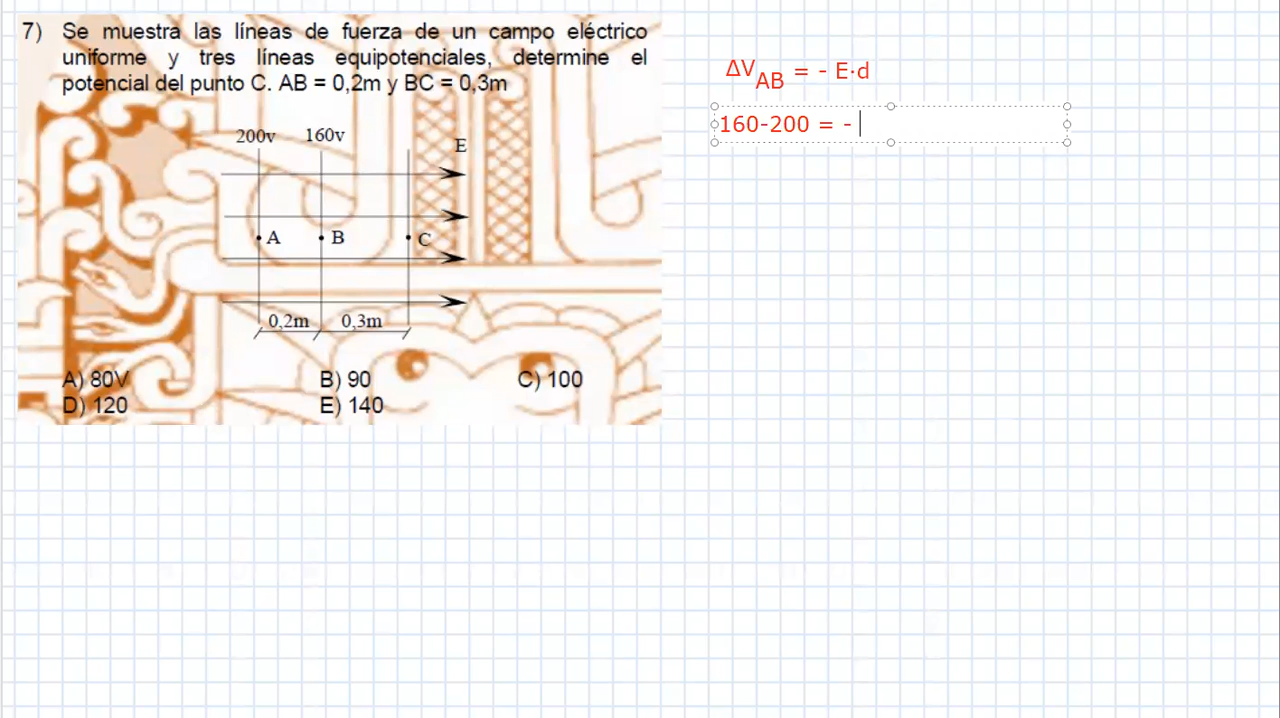 7) Se muestra las líneas de fuerza de un campo eléctrico
uniforme y tres líneas equipotenciales, determine el
potencial del punto C. AB = 0,2m y BC = 0,3m
200v 160v
E
A B C
0,2m 0,3m
A) 80V B) 90 C) 100
D) 120 E) 140
ΔV_AB = - E·d
160-200 = -